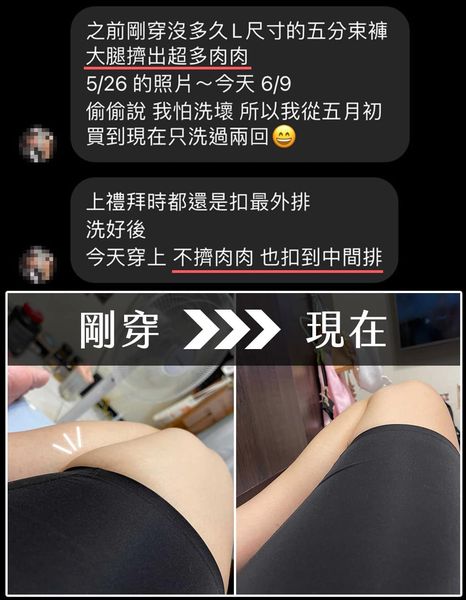 之前剛穿沒多久L尺寸的五分束褲
大腿擠出超多肉肉
5/26 的照片～今天 6/9
偷偷說 我怕洗壞 所以我從五月初
買到現在只洗過兩回😄
上禮拜時都還是扣最外排
洗好後
今天穿上 不擠肉肉 也扣到中間排
剛穿 現在